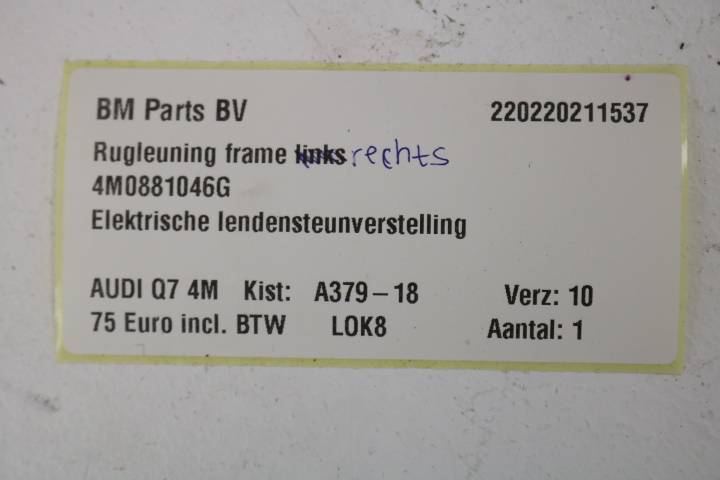 BM Parts BV 220220211537
Rugleuning frame links rechts
4M0881046G
Elektrische lendensteunverstelling
AUDI Q7 4M Kist: A379-18 Verz: 10
75 Euro incl. BTW LOK8 Aantal: 1